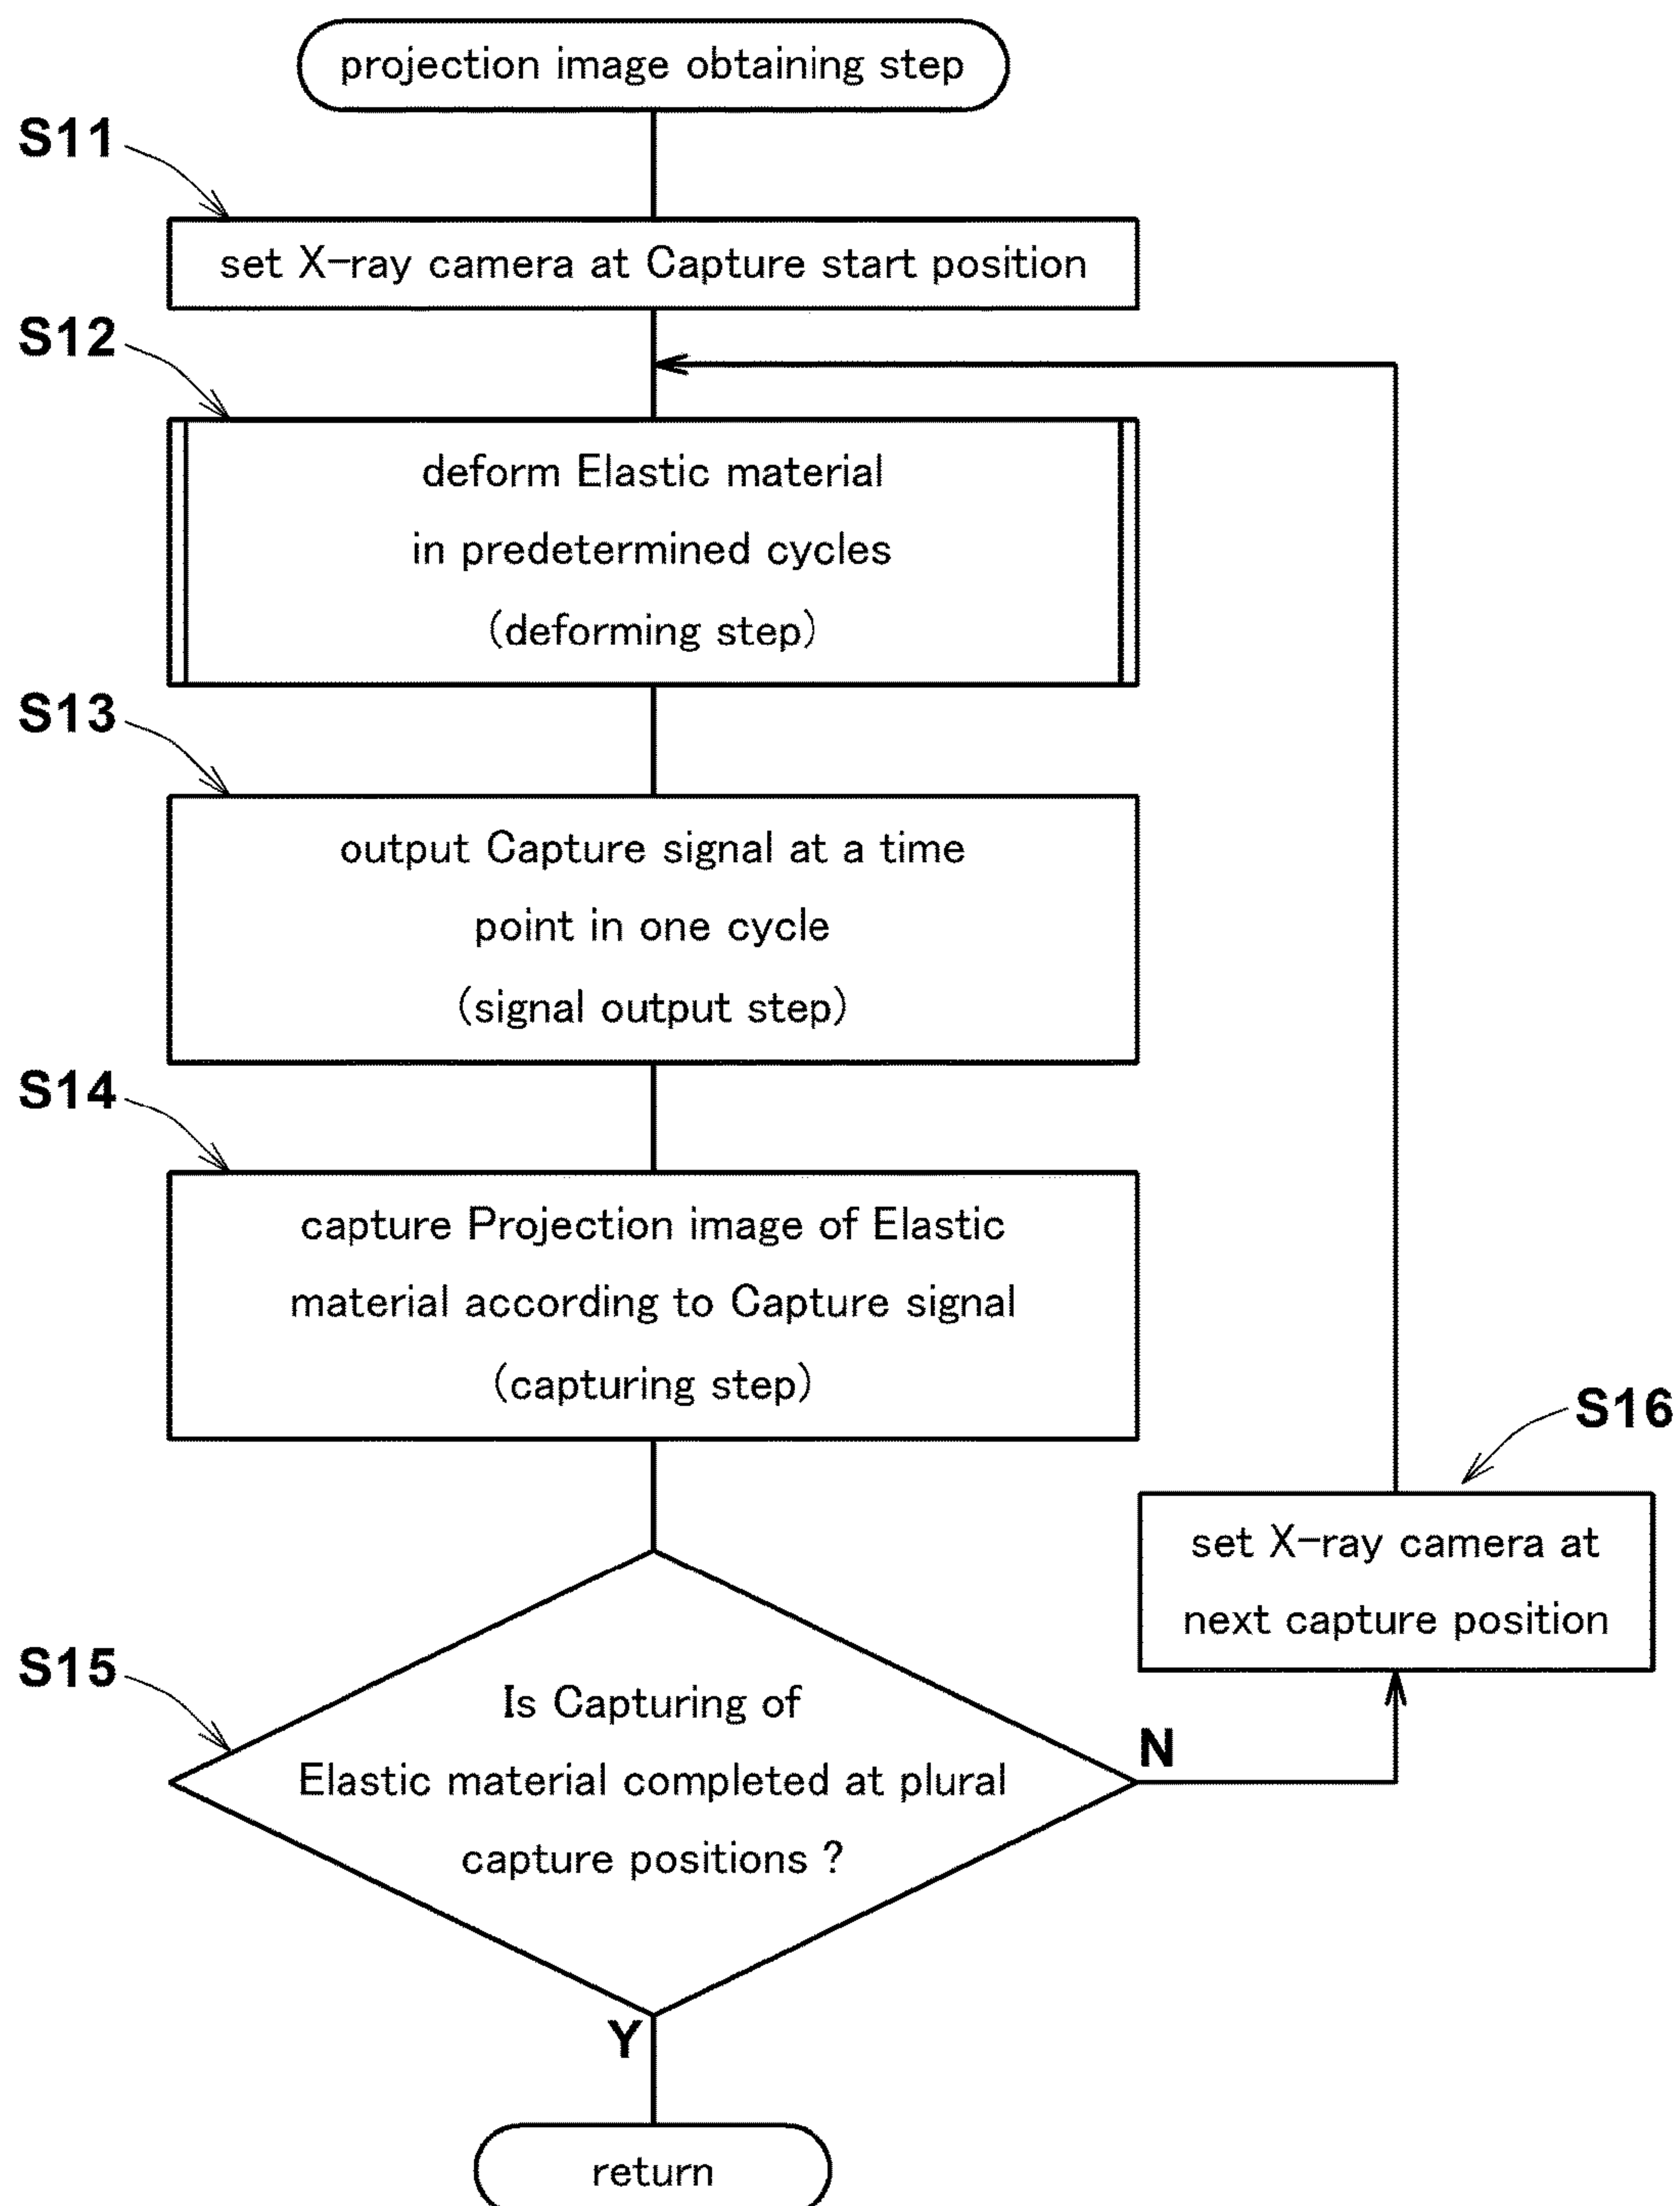 projection image obtaining step
S11
set X-ray camera at Capture start position
S12
deform Elastic material
in predetermined cycles
(deforming step)
S13
output Capture signal at a time
point in one cycle
(signal output step)
S14
capture Projection image of Elastic
material according to Capture signal
(capturing step)
S16
set X-ray camera at
next capture position
S15
Is Capturing of
Elastic material completed at plural
capture positions ?
N
Y
return